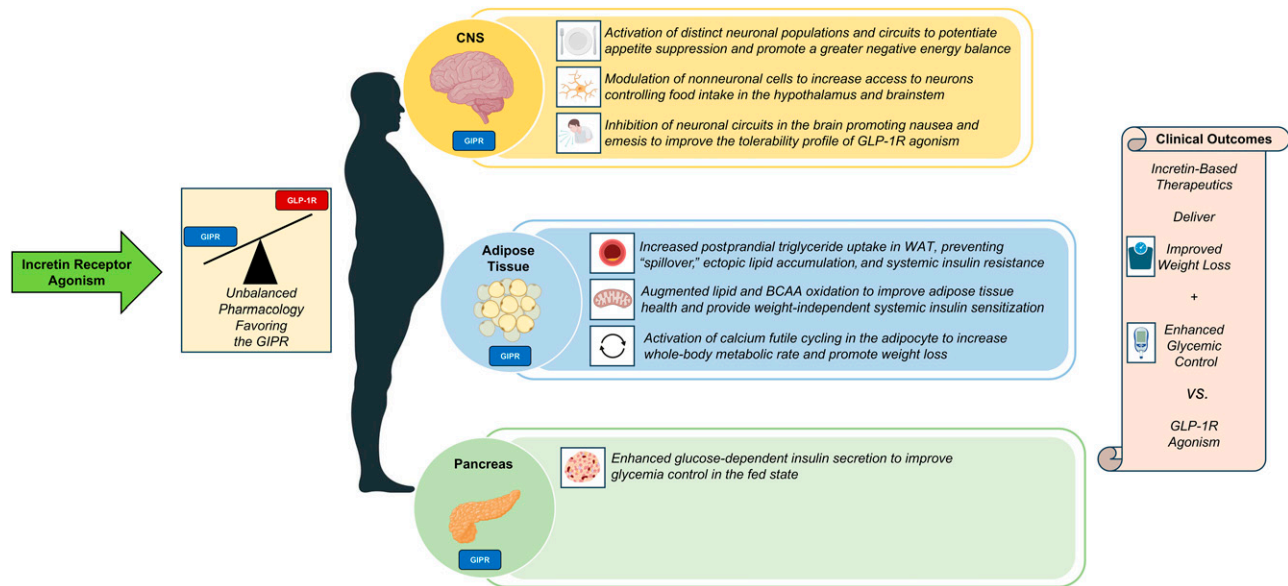 Incretin Receptor
Agonism
GLP-1R
GIPR
Unbalanced
Pharmacology
Favoring
the GIPR
CNS
GIPR
Activation of distinct neuronal populations and circuits to potentiate
appetite suppression and promote a greater negative energy balance
Modulation of nonneuronal cells to increase access to neurons
controlling food intake in the hypothalamus and brainstem
Inhibition of neuronal circuits in the brain promoting nausea and
emesis to improve the tolerability profile of GLP-1R agonism
Adipose
Tissue
GIPR
Increased postprandial triglyceride uptake in WAT, preventing
“spillover,” ectopic lipid accumulation, and systemic insulin resistance
Augmented lipid and BCAA oxidation to improve adipose tissue
health and provide weight-independent systemic insulin sensitization
Activation of calcium futile cycling in the adipocyte to increase
whole-body metabolic rate and promote weight loss
Pancreas
GIPR
Enhanced glucose-dependent insulin secretion to improve
glycemia control in the fed state
Clinical Outcomes
Incretin-Based
Therapeutics
Deliver
Improved
Weight Loss
+
Enhanced
Glycemic
Control
VS.
GLP-1R
Agonism